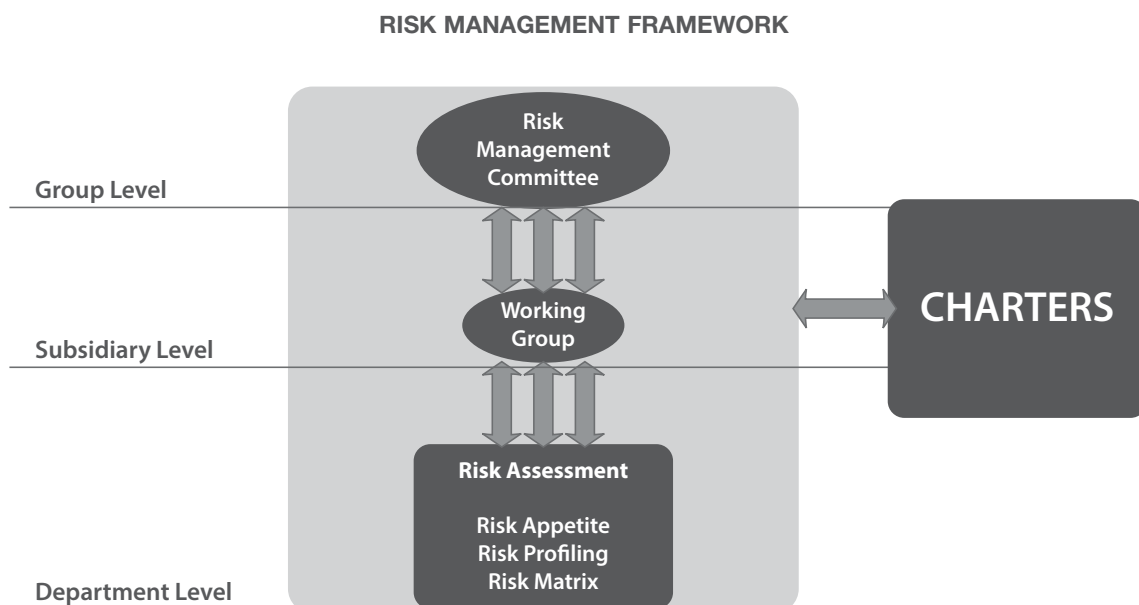 RISK MANAGEMENT FRAMEWORK
Risk
Management
Committee
Group Level
Working
Group
CHARTERS
Subsidiary Level
Risk Assessment
Risk Appetite
Risk Profiling
Risk Matrix
Department Level